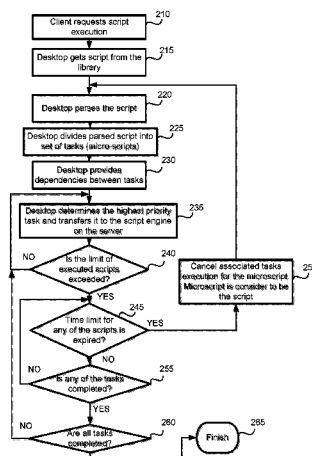 Client requests script
execution
210
Desktop gets script from the
library
215
Desktop parses the script
220
Desktop divides parsed script into
set of tasks (micro-scripts)
225
Desktop provides
dependencies between tasks
230
Desktop determines the highest priority
task and transfers it to the script engine
on the server
235
Is the limit of
executed scripts
exceeded?
240
NO
YES
Time limit for
any of the scripts is
expired?
245
YES
NO
Cancel associated tasks
execution for the microscript.
Microscript is consider to be
the script
Is any of the tasks
completed?
255
NO
YES
Are all tasks
completed?
260
NO
Finish
265